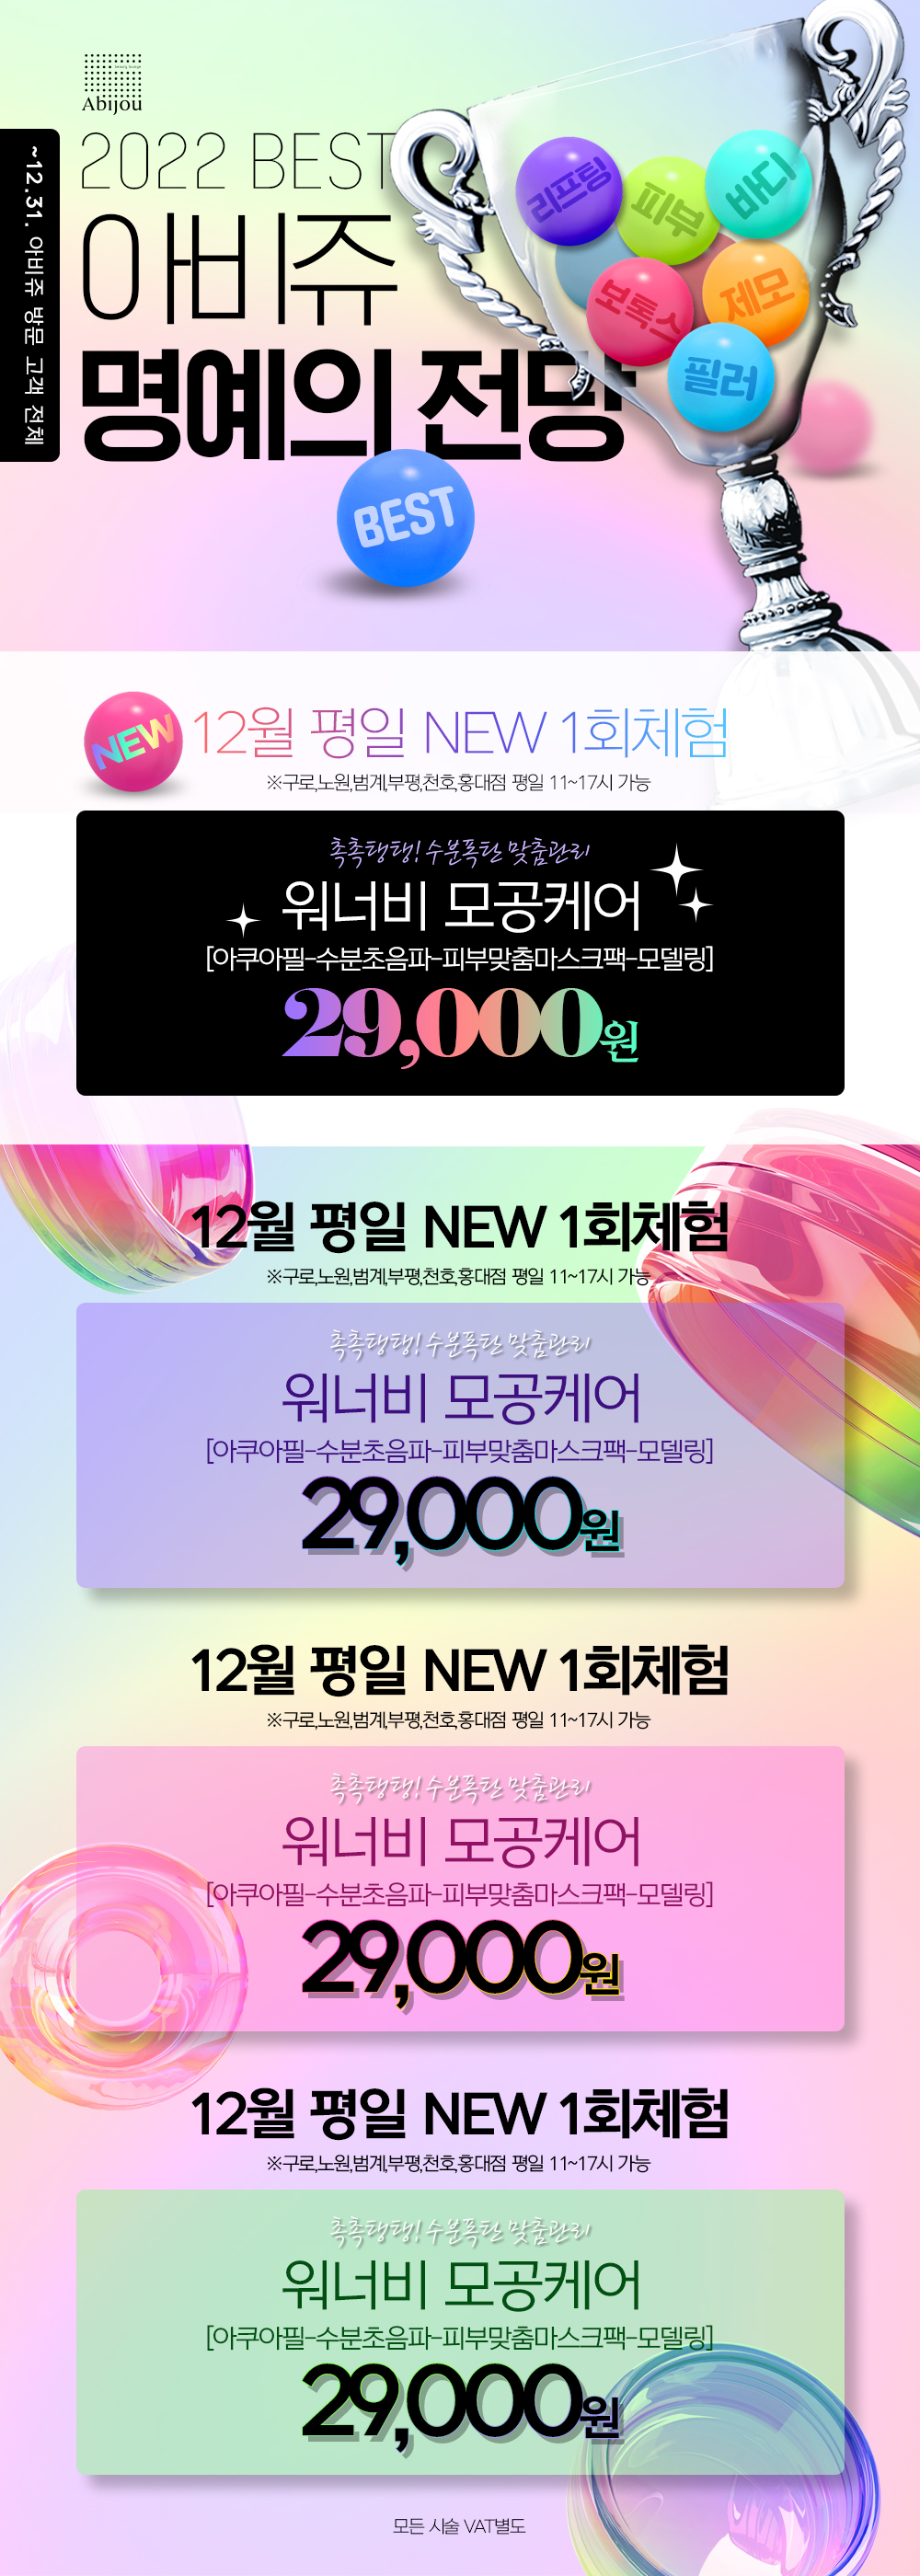 beauty lounge
Abijou
~12.31. 아비쥬 방문 고객 전체
2022 BEST
아비쥬
명예의 전당
리프팅
피부
바디
보톡스
제모
필러
BEST
NEW
12월 평일 NEW 1회체험
※구로,노원,범계,부평,천호,홍대점 평일 11~17시 가능
촉촉탱탱! 수분폭탄 맞춤관리
워너비 모공케어
[아쿠아필-수분초음파-피부맞춤마스크팩-모델링]
29,000원
12월 평일 NEW 1회체험
※구로,노원,범계,부평,천호,홍대점 평일 11~17시 가능
촉촉탱탱! 수분폭탄 맞춤관리
워너비 모공케어
[아쿠아필-수분초음파-피부맞춤마스크팩-모델링]
29,000원
12월 평일 NEW 1회체험
※구로,노원,범계,부평,천호,홍대점 평일 11~17시 가능
촉촉탱탱! 수분폭탄 맞춤관리
워너비 모공케어
[아쿠아필-수분초음파-피부맞춤마스크팩-모델링]
29,000원
12월 평일 NEW 1회체험
※구로,노원,범계,부평,천호,홍대점 평일 11~17시 가능
촉촉탱탱! 수분폭탄 맞춤관리
워너비 모공케어
[아쿠아필-수분초음파-피부맞춤마스크팩-모델링]
29,000원
모든 시술 VAT별도